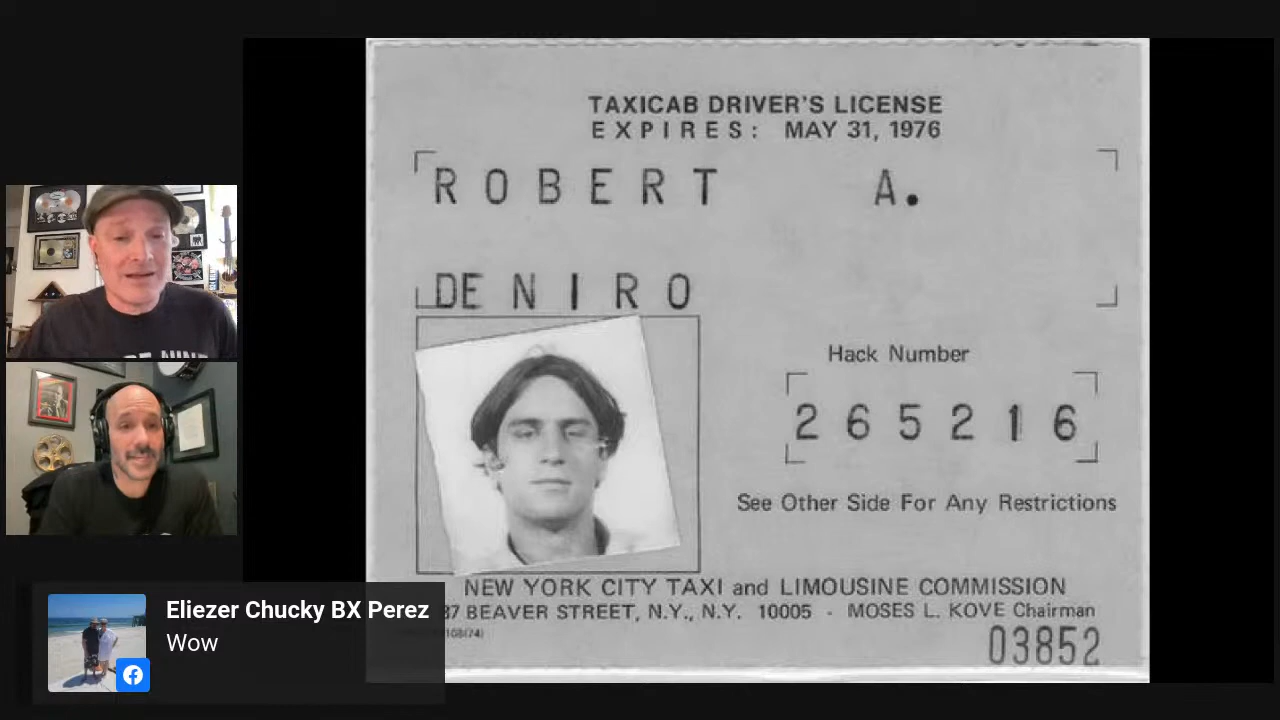 TAXICAB DRIVER'S LICENSE
EXPIRES: MAY 31, 1976
ROBERT A.
DE NIRO
Hack Number
265216
See Other Side For Any Restrictions
NEW YORK CITY TAXI and LIMOUSINE COMMISSION
87 BEAVER STREET, N.Y., N.Y. 10005 - MOSES L. KOVE Chairman
03852
Eliezer Chucky BX Perez
Wow